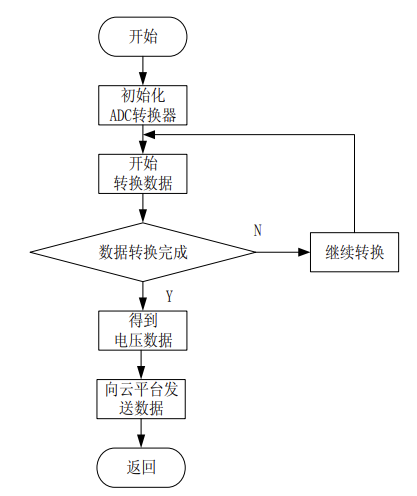 开始
初始化
ADC转换器
开始
转换数据
数据转换完成
N
继续转换
Y
得到
电压数据
向云平台发
送数据
返回